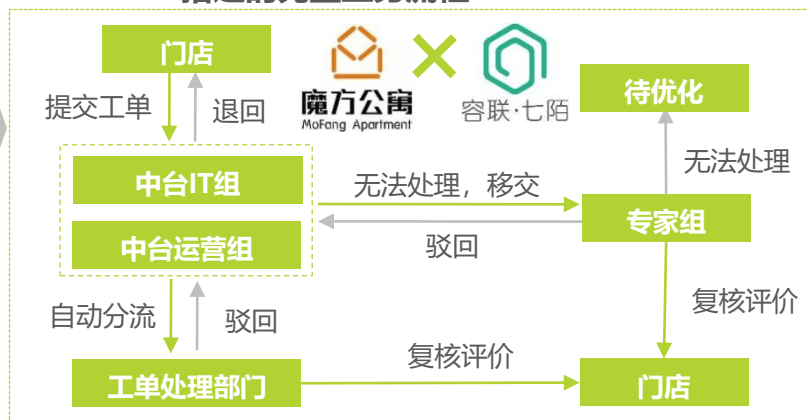 门店
提交工单
退回
魔方公寓
MoFang Apartment
容联·七陌
待优化
无法处理
中台IT组
中台运营组
无法处理，移交
驳回
专家组
自动分流
驳回
复核评价
复核评价
工单处理部门
门店